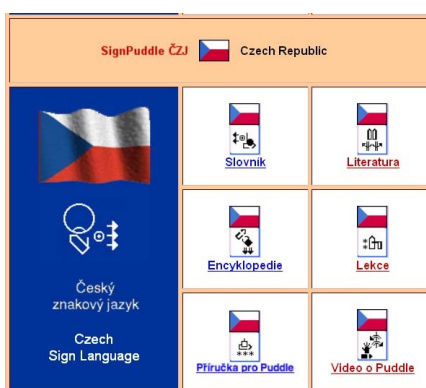 SignPuddle ČZJ Czech Republic
Slovník
Literatura
Encyklopedie
Lekce
Český
znakový jazyk
Czech
Sign Language
Příručka pro Puddle
Video o Puddle